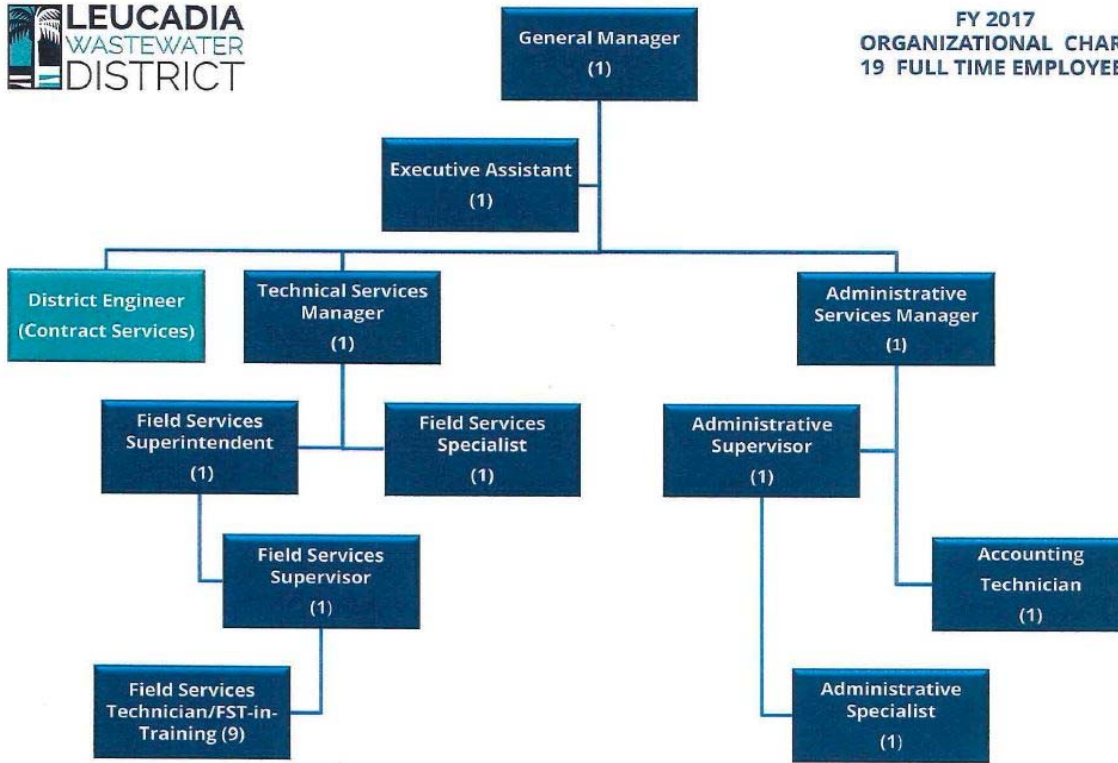 LEUCADIA
WASTEWATER
DISTRICT
FY 2017
ORGANIZATIONAL CHAR
19 FULL TIME EMPLOYEE
General Manager
(1)
Executive Assistant
(1)
District Engineer
(Contract Services)
Technical Services
Manager
(1)
Administrative
Services Manager
(1)
Field Services
Superintendent
(1)
Field Services
Specialist
(1)
Administrative
Supervisor
(1)
Field Services
Supervisor
(1)
Accounting
Technician
(1)
Field Services
Technician/FST-in-
Training (9)
Administrative
Specialist
(1)